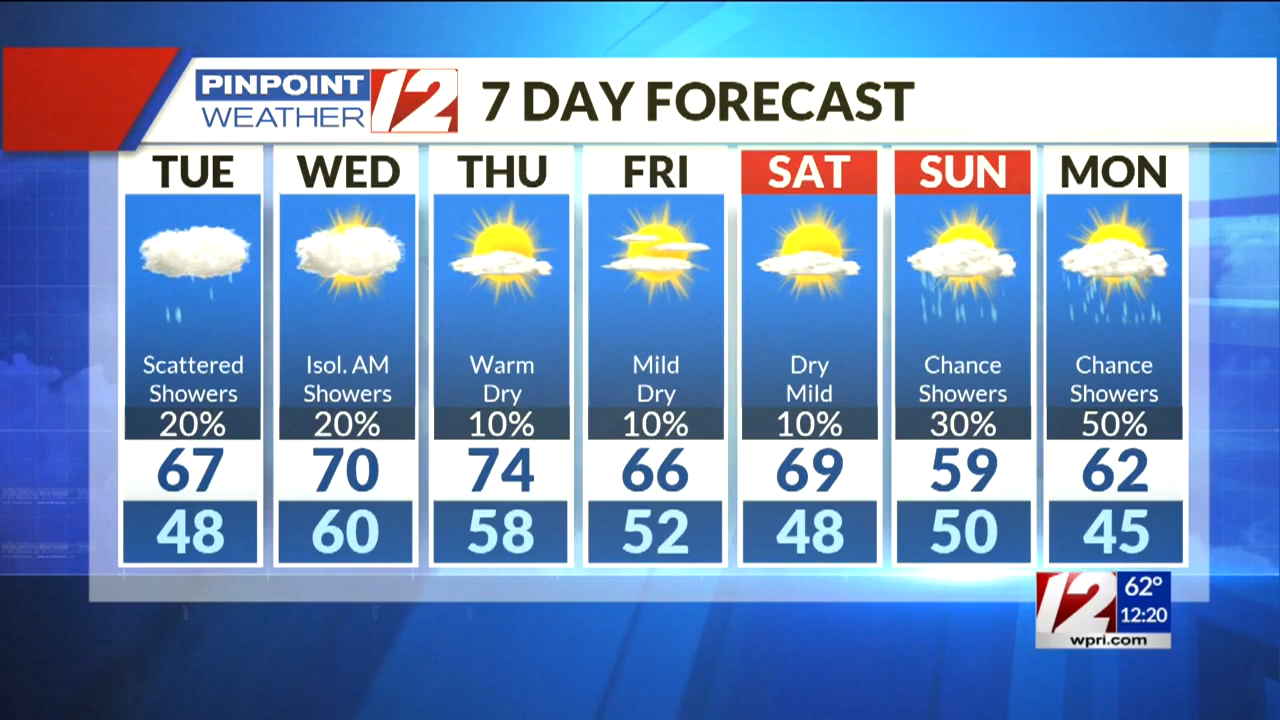 PINPOINT
WEATHER 12
7 DAY FORECAST
TUE WED THU FRI SAT SUN MON
Scattered Isol. AM Warm Mild Dry Chance Chance
Showers Showers Dry Dry Mild Showers Showers
20% 20% 10% 10% 10% 30% 50%
67 70 74 66 69 59 62
48 60 58 52 48 50 45
12 62°
12:20
wpri.com